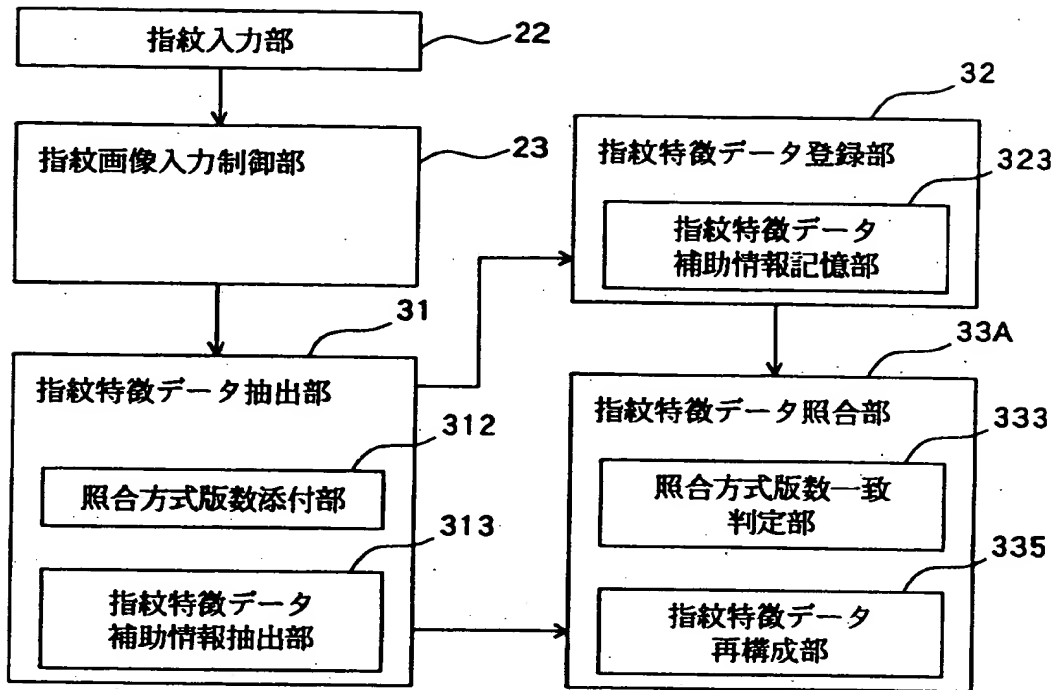 指紋入力部
22
指紋画像入力制御部
23
31
指紋特徴データ抽出部
312
照合方式版数添付部
313
指紋特徴データ
補助情報抽出部
32
指紋特徴データ登録部
323
指紋特徴データ
補助情報記憶部
33A
指紋特徴データ照合部
333
照合方式版数一致
判定部
335
指紋特徴データ
再構成部